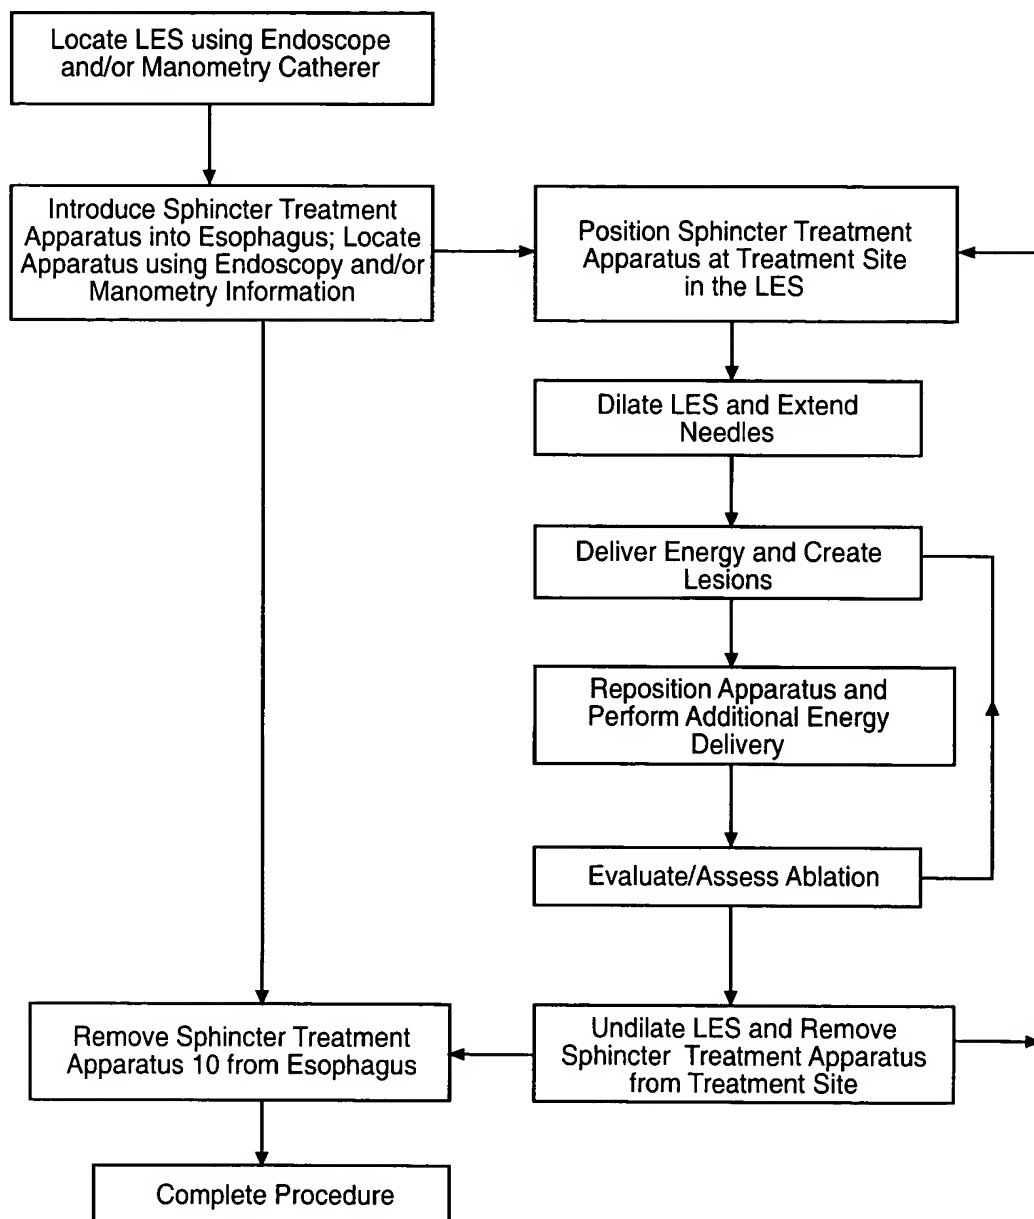 Locate LES using Endoscope
and/or Manometry Catherer
Introduce Sphincter Treatment
Apparatus into Esophagus; Locate
Apparatus using Endoscopy and/or
Manometry Information
Position Sphincter Treatment
Apparatus at Treatment Site
in the LES
Dilate LES and Extend
Needles
Deliver Energy and Create
Lesions
Reposition Apparatus and
Perform Additional Energy
Delivery
Evaluate/Assess Ablation
Undilate LES and Remove
Sphincter Treatment Apparatus
from Treatment Site
Remove Sphincter Treatment
Apparatus 10 from Esophagus
Complete Procedure